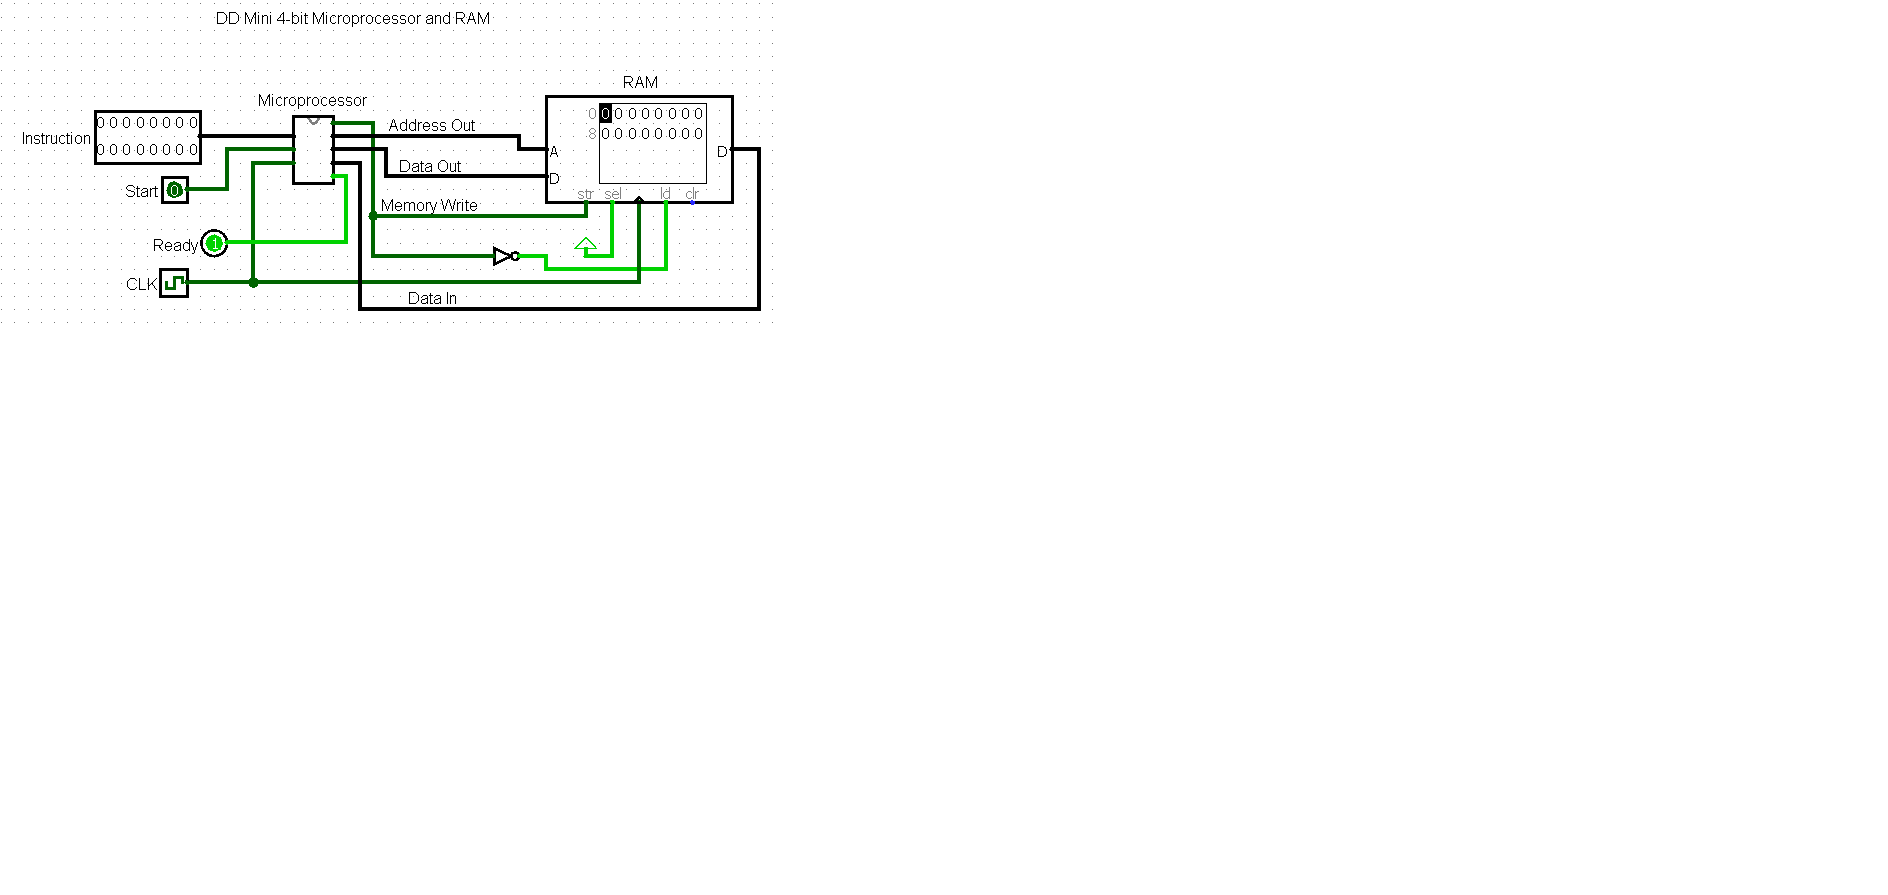 DD Mini 4-bit Microprocessor and RAM
RAM
Microprocessor
0 0 0 0 0 0 0 0 0
Address Out
0 0 0 0 0 0 0 0
8 0 0 0 0 0 0 0 0
Instruction
0 0 0 0 0 0 0 0
A
D
Data Out
D
Start 0
str sel ld clr
Memory Write
Ready 1
CLK
Data In